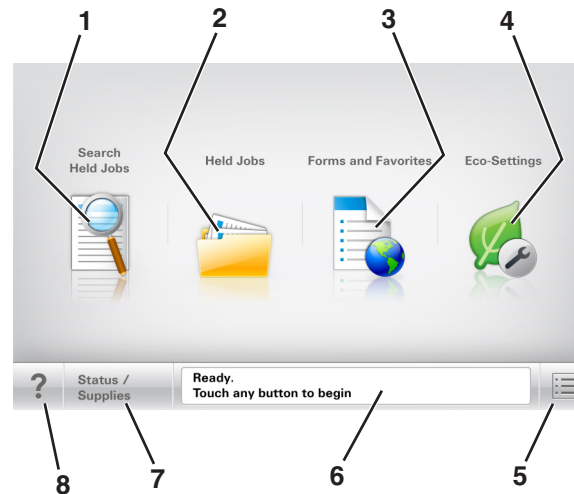 1 2 3 4
Search
Held Jobs
Held Jobs
Forms and Favorites
Eco-Settings
?
Status /
Supplies
Ready.
Touch any button to begin
8 7 6 5